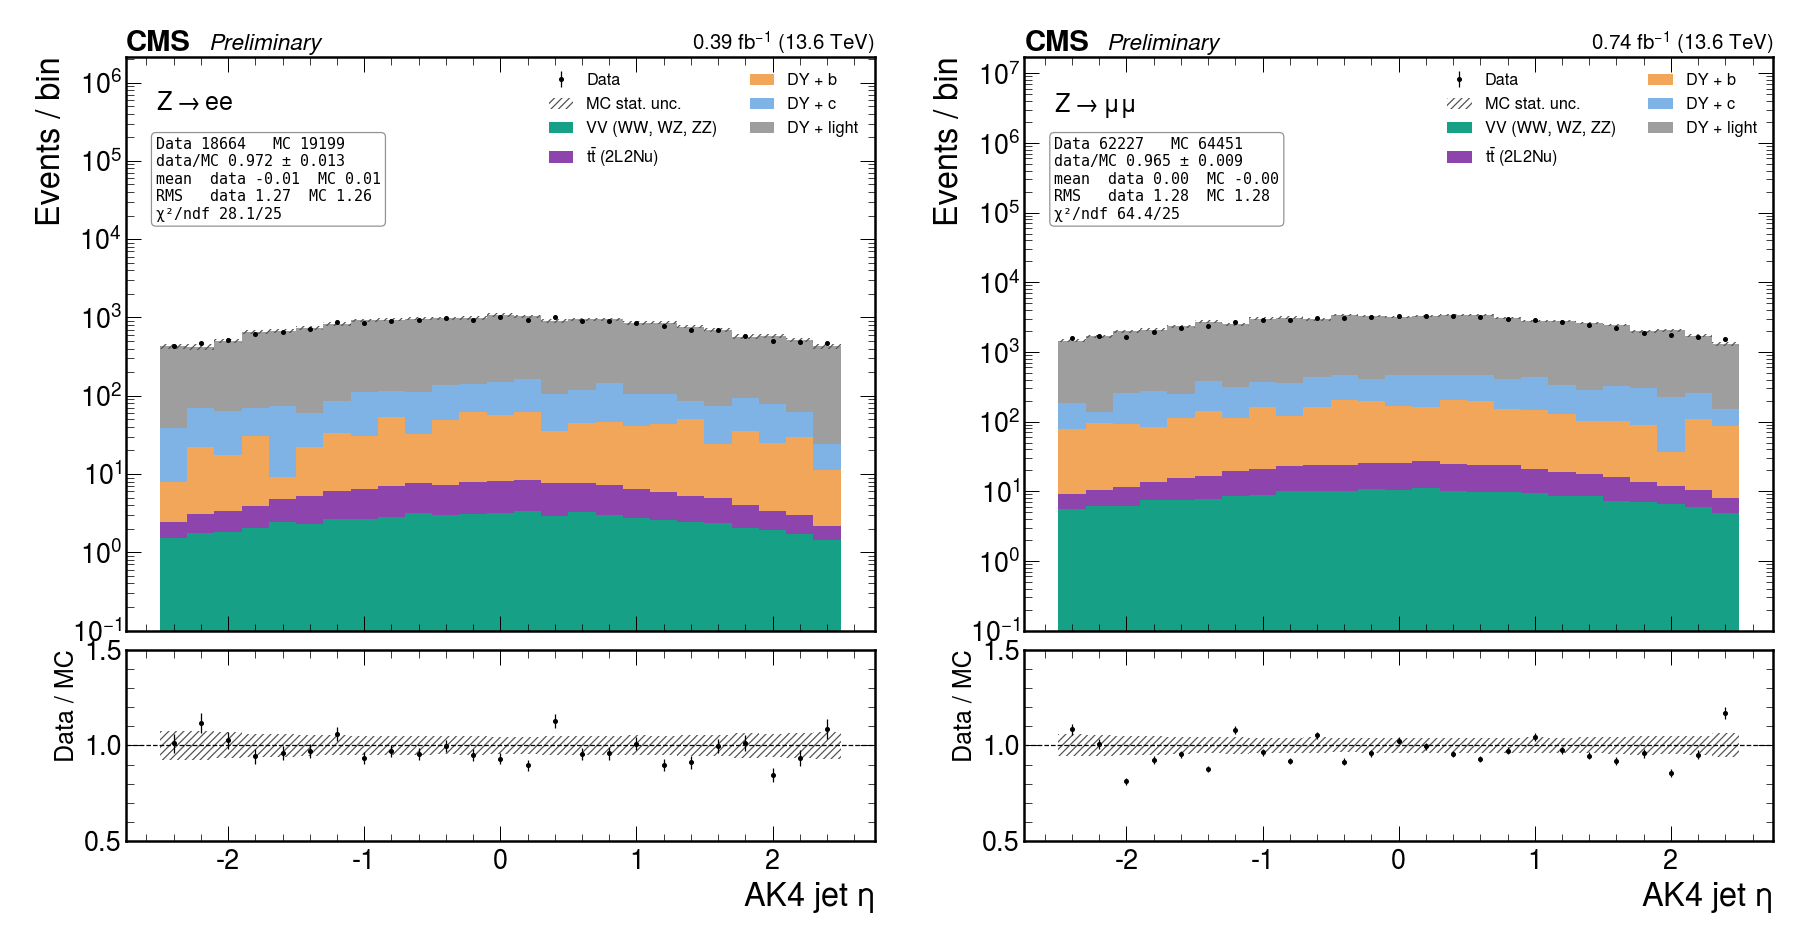 CMS Preliminary
0.39 fb⁻¹ (13.6 TeV)
Events / bin
10⁶
10⁵
10⁴
10³
10²
10¹
10⁰
10⁻¹
Z→ee
Data 18664 MC 19199
data/MC 0.972 ± 0.013
mean data -0.01 MC 0.01
RMS data 1.27 MC 1.26
χ²/ndf 28.1/25
Data
MC stat. unc.
VV (WW, WZ, ZZ)
tt̄ (2L2Nu)
DY + b
DY + c
DY + light
Data / MC
1.5
1.0
0.5
-2 -1 0 1 2
AK4 jet η
CMS Preliminary
0.74 fb⁻¹ (13.6 TeV)
Events / bin
10⁷
10⁶
10⁵
10⁴
10³
10²
10¹
10⁰
10⁻¹
Z→μμ
Data 62227 MC 64451
data/MC 0.965 ± 0.009
mean data 0.00 MC -0.00
RMS data 1.28 MC 1.28
χ²/ndf 64.4/25
Data
MC stat. unc.
VV (WW, WZ, ZZ)
tt̄ (2L2Nu)
DY + b
DY + c
DY + light
Data / MC
1.5
1.0
0.5
-2 -1 0 1 2
AK4 jet η